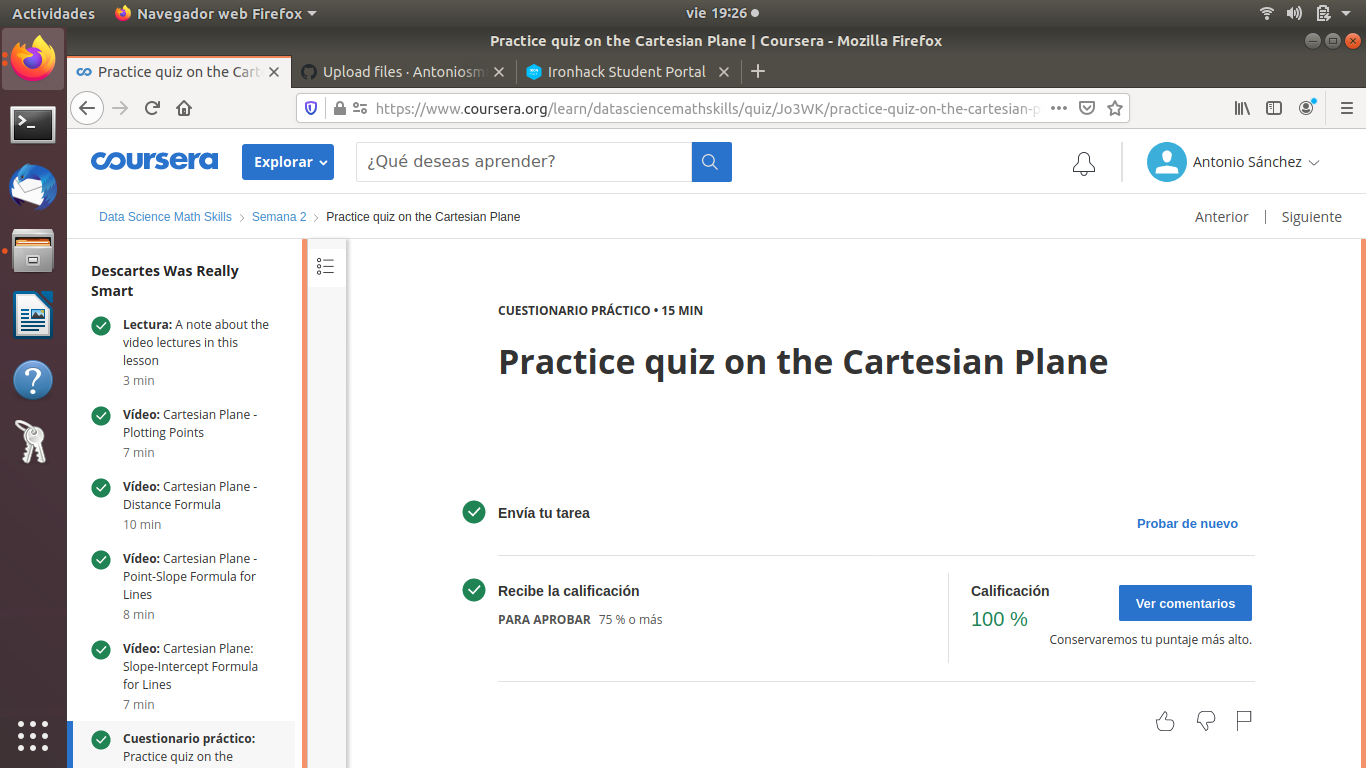 Actividades
Navegador web Firefox
vie 19:26
Practice quiz on the Cartesian Plane | Coursera - Mozilla Firefox
Practice quiz on the Cart
Upload files · Antoniosm
Ironhack Student Portal
https://www.coursera.org/learn/datasciencemathskills/quiz/Jo3WK/practice-quiz-on-the-cartesian-p
coursera
Explorar
¿Qué deseas aprender?
Antonio Sánchez
Data Science Math Skills
Semana 2
Practice quiz on the Cartesian Plane
Anterior
Siguiente
Descartes Was Really
Smart
Lectura: A note about the
video lectures in this
lesson
3 min
Vídeo: Cartesian Plane -
Plotting Points
7 min
Vídeo: Cartesian Plane -
Distance Formula
10 min
Vídeo: Cartesian Plane -
Point-Slope Formula for
Lines
8 min
Vídeo: Cartesian Plane:
Slope-Intercept Formula
for Lines
7 min
Cuestionario práctico:
Practice quiz on the
CUESTIONARIO PRÁCTICO • 15 MIN
Practice quiz on the Cartesian Plane
Envía tu tarea
Probar de nuevo
Recibe la calificación
PARA APROBAR 75 % o más
Calificación
100 %
Ver comentarios
Conservaremos tu puntaje más alto.